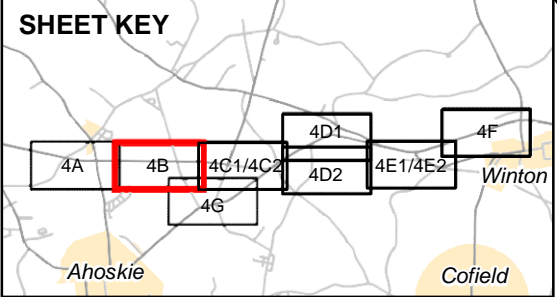 SHEET KEY
4D1
4F
4A
4B
4C1/4C2
4D2
4E1/4E2
Winton
4G
Ahoskie
Cofield